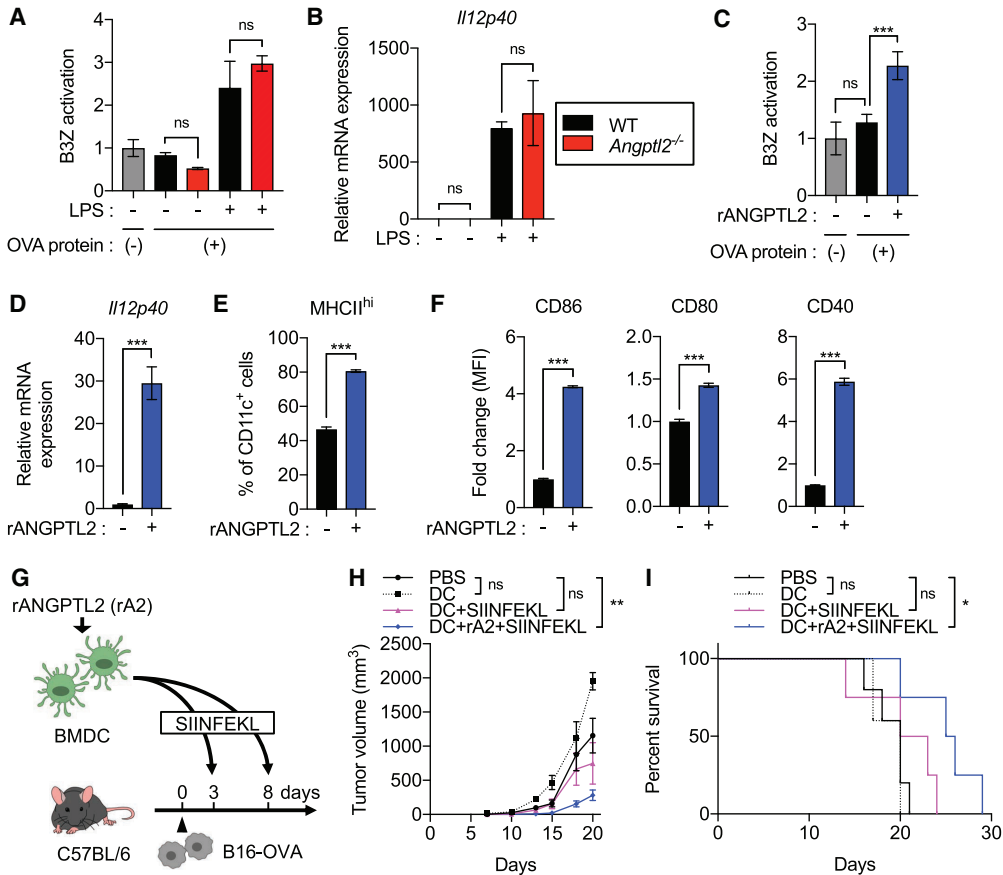 A
B3Z activation
4
3
2
1
0
ns
ns
LPS : - - - + +
OVA protein : (-) (+)
B
Il12p40
Relative mRNA expression
1500
1250
1000
750
500
250
0
ns
ns
LPS : - - + +
WT
Angptl2-/-
C
B3Z activation
4
3
2
1
0
ns
***
rANGPTL2 : - - +
OVA protein : (-) (+)
D
Il12p40
Relative mRNA
expression
40
30
20
10
0
***
rANGPTL2 : - +
E
MHCIIhi
% of CD11c+ cells
100
80
60
40
20
0
***
rANGPTL2 : - +
F
CD86
Fold change (MFI)
6
4
2
0
***
rANGPTL2 : - +
CD80
2.0
1.5
1.0
0.5
0.0
***
- +
CD40
8
6
4
2
0
***
- +
G
rANGPTL2 (rA2)
BMDC
SIINFEKL
0 3 8 days
C57BL/6
B16-OVA
H
PBS
DC
DC+SIINFEKL
DC+rA2+SIINFEKL
ns
ns
**
Tumor volume (mm3)
2500
2000
1500
1000
500
0
0 5 10 15 20
Days
I
PBS
DC
DC+SIINFEKL
DC+rA2+SIINFEKL
ns
ns
*
Percent survival
100
50
0
0 10 20 30
Days